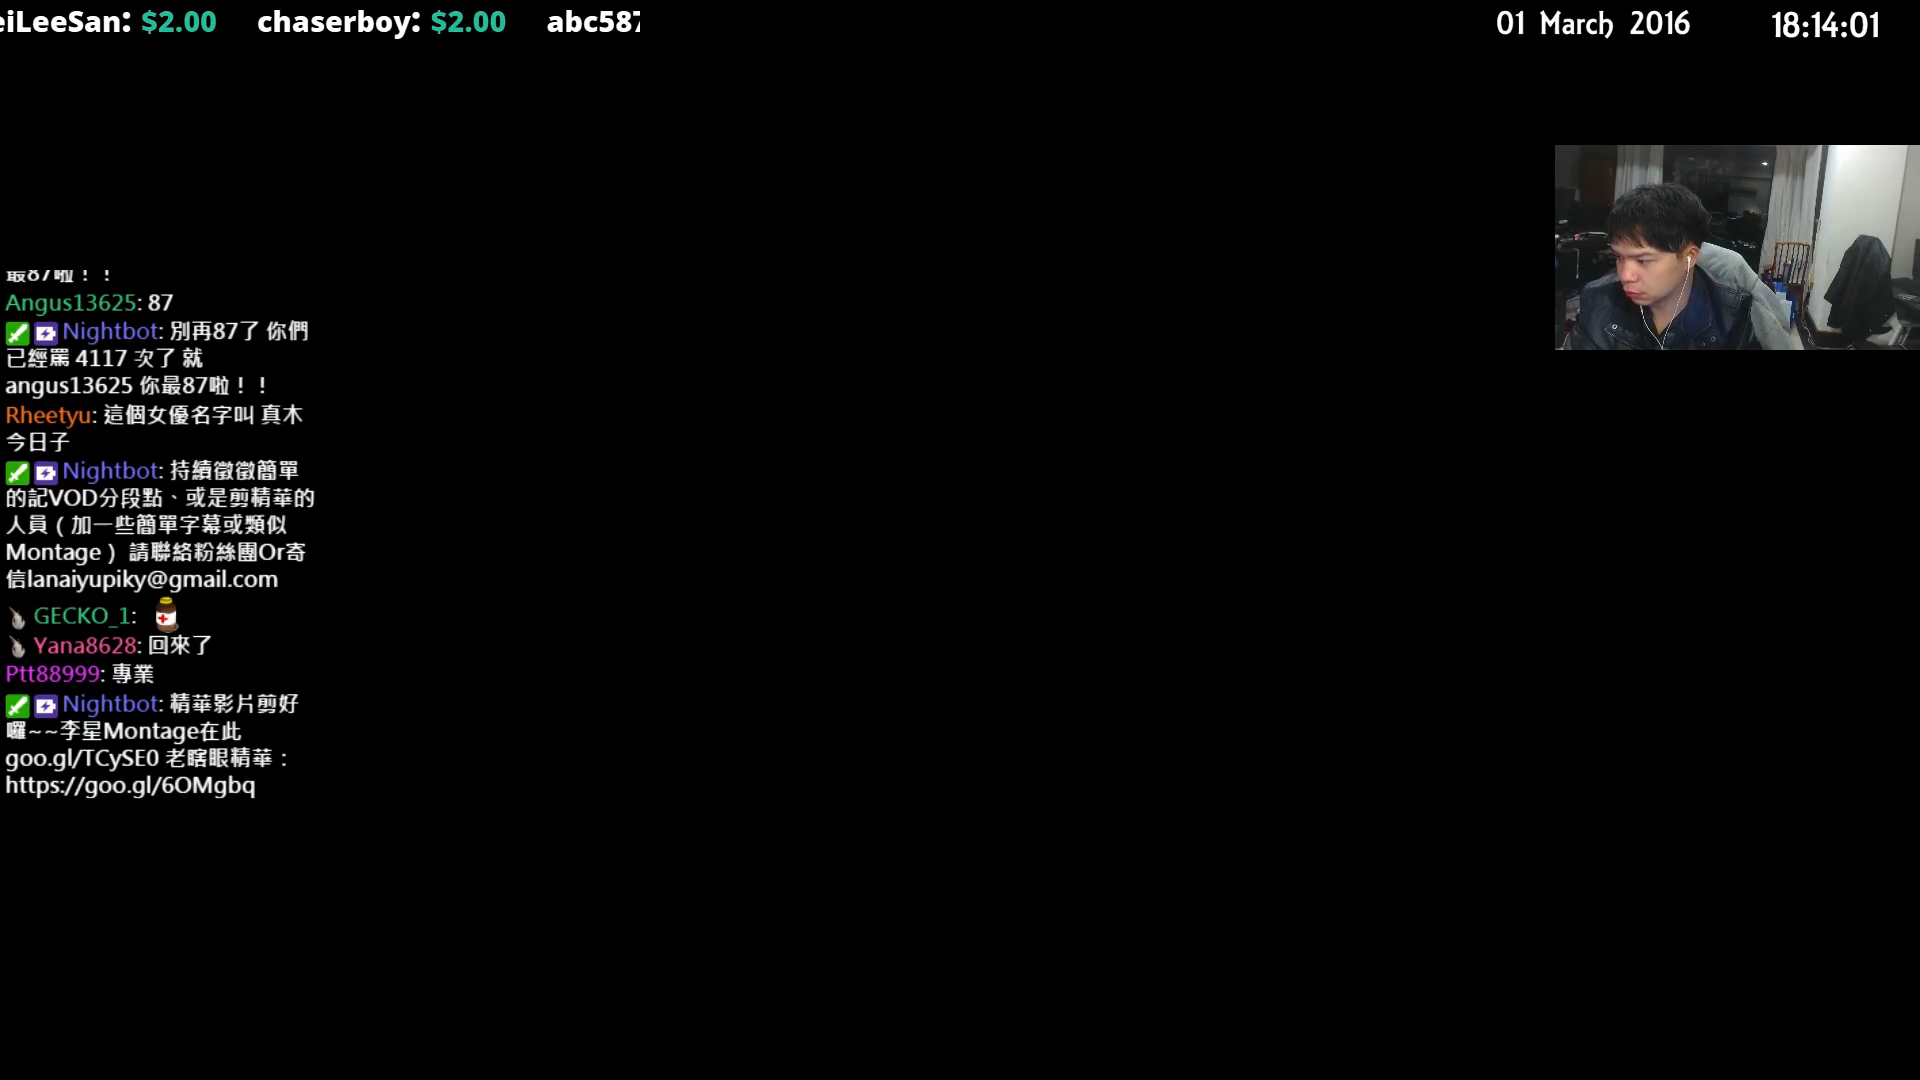 eiLeeSan: $2.00 chaserboy: $2.00 abc587
01 March 2016 18:14:01
最87啦！！
Angus13625: 87
Nightbot: 別再87了 你們
已經罵 4117 次了 就
angus13625 你最87啦！！
Rheetyu: 這個女優名字叫 真木
今日子
Nightbot: 持續徵徵簡單
的記VOD分段點、或是剪精華的
人員（加一些簡單字幕或類似
Montage） 請聯絡粉絲團Or寄
信lanaiyupiky@gmail.com
GECKO_1:
Yana8628: 回來了
Ptt88999: 專業
Nightbot: 精華影片剪好
囉~~李星Montage在此
goo.gl/TCySE0 老瞎眼精華：
https://goo.gl/6OMgbq